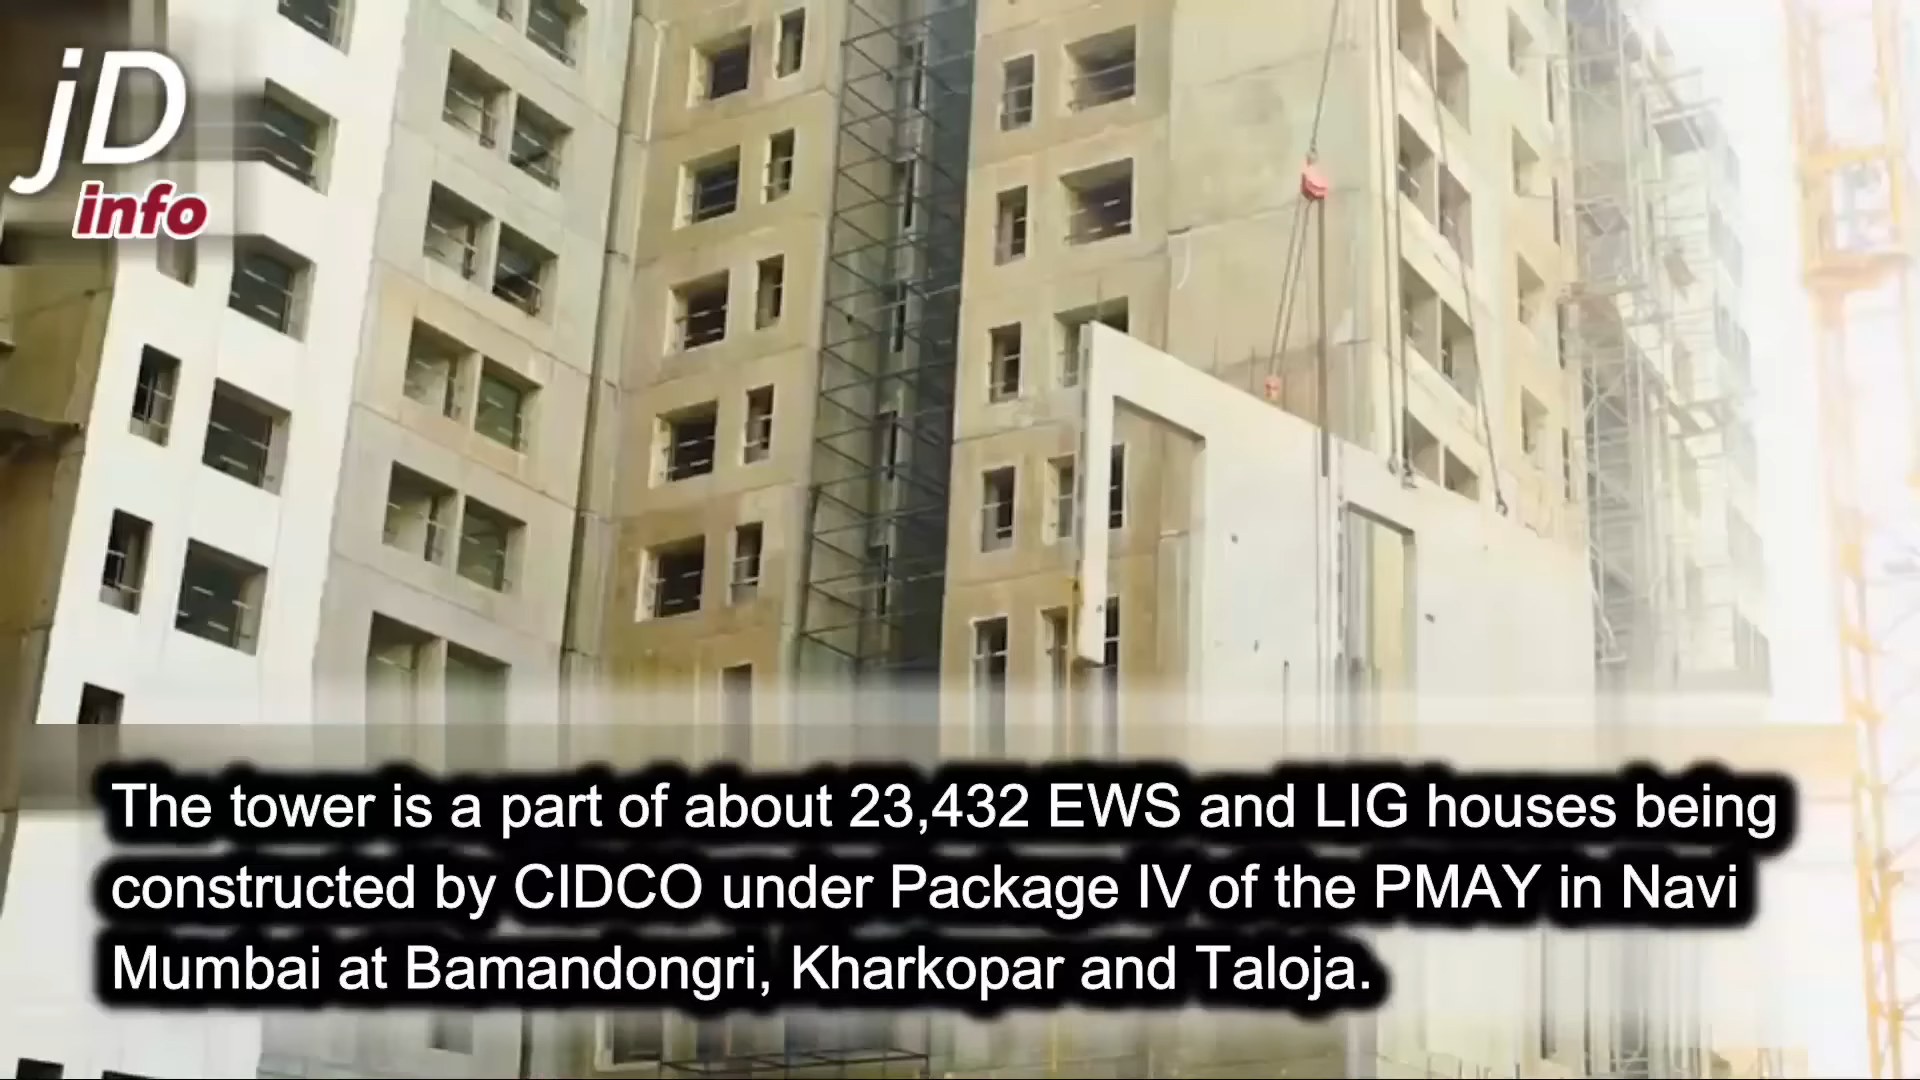 jD
info
The tower is a part of about 23,432 EWS and LIG houses being
constructed by CIDCO under Package IV of the PMAY in Navi
Mumbai at Bamandongri, Kharkopar and Taloja.